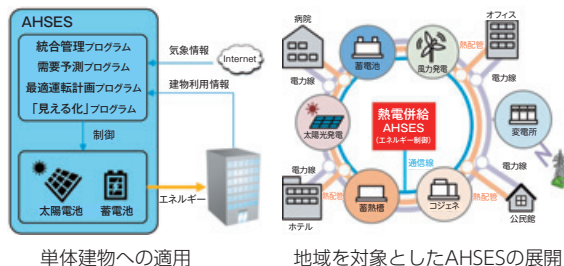 AHSES
統合管理プログラム
需要予測プログラム
最適運転計画プログラム
「見える化」プログラム
気象情報
Internet
建物利用情報
制御
太陽電池
蓄電池
エネルギー
単体建物への適用
病院
オフィス
蓄電池
風力発電
熱配管
電力線
電力線
太陽光発電
熱電併給
AHSES
(エネルギー制御)
変電所
通信線
電力線
電力線
熱配管
熱配管
蓄熱槽
コジェネ
ホテル
公民館
地域を対象としたAHSESの展開